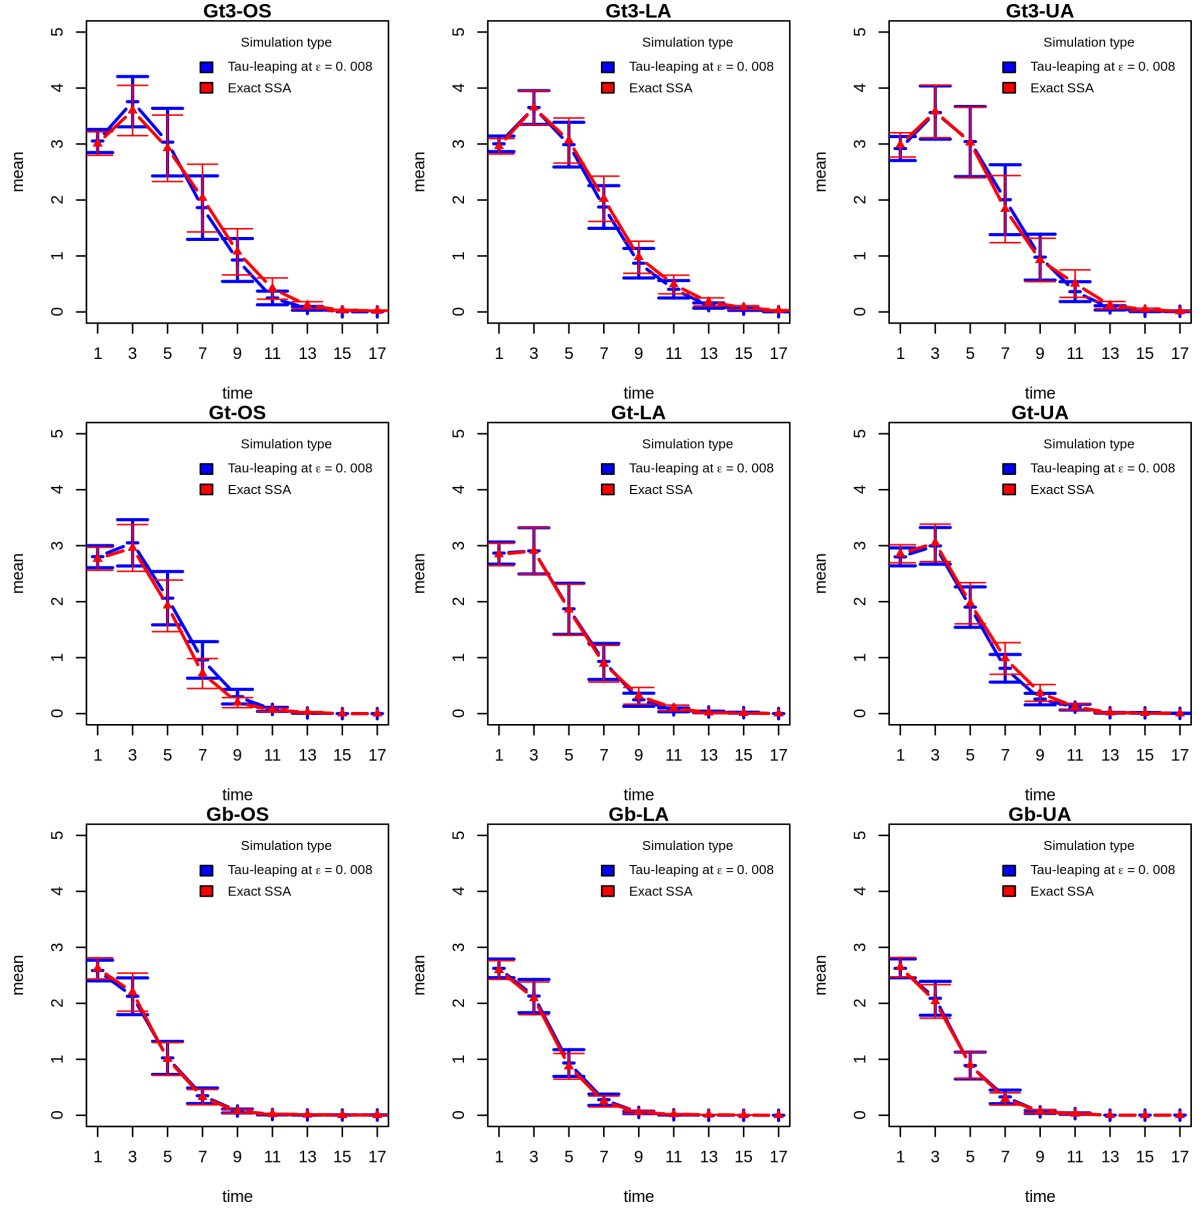 Gt3-OS
Simulation type
Tau-leaping at ε = 0. 008
Exact SSA
5
4
3
2
1
0
mean
1 3 5 7 9 11 13 15 17
time
Gt3-LA
Simulation type
Tau-leaping at ε = 0. 008
Exact SSA
5
4
3
2
1
0
mean
1 3 5 7 9 11 13 15 17
time
Gt3-UA
Simulation type
Tau-leaping at ε = 0. 008
Exact SSA
5
4
3
2
1
0
mean
1 3 5 7 9 11 13 15 17
time
Gt-OS
Simulation type
Tau-leaping at ε = 0. 008
Exact SSA
5
4
3
2
1
0
mean
1 3 5 7 9 11 13 15 17
time
Gt-LA
Simulation type
Tau-leaping at ε = 0. 008
Exact SSA
5
4
3
2
1
0
mean
1 3 5 7 9 11 13 15 17
time
Gt-UA
Simulation type
Tau-leaping at ε = 0. 008
Exact SSA
5
4
3
2
1
0
mean
1 3 5 7 9 11 13 15 17
time
Gb-OS
Simulation type
Tau-leaping at ε = 0. 008
Exact SSA
5
4
3
2
1
0
mean
1 3 5 7 9 11 13 15 17
time
Gb-LA
Simulation type
Tau-leaping at ε = 0. 008
Exact SSA
5
4
3
2
1
0
mean
1 3 5 7 9 11 13 15 17
time
Gb-UA
Simulation type
Tau-leaping at ε = 0. 008
Exact SSA
5
4
3
2
1
0
mean
1 3 5 7 9 11 13 15 17
time